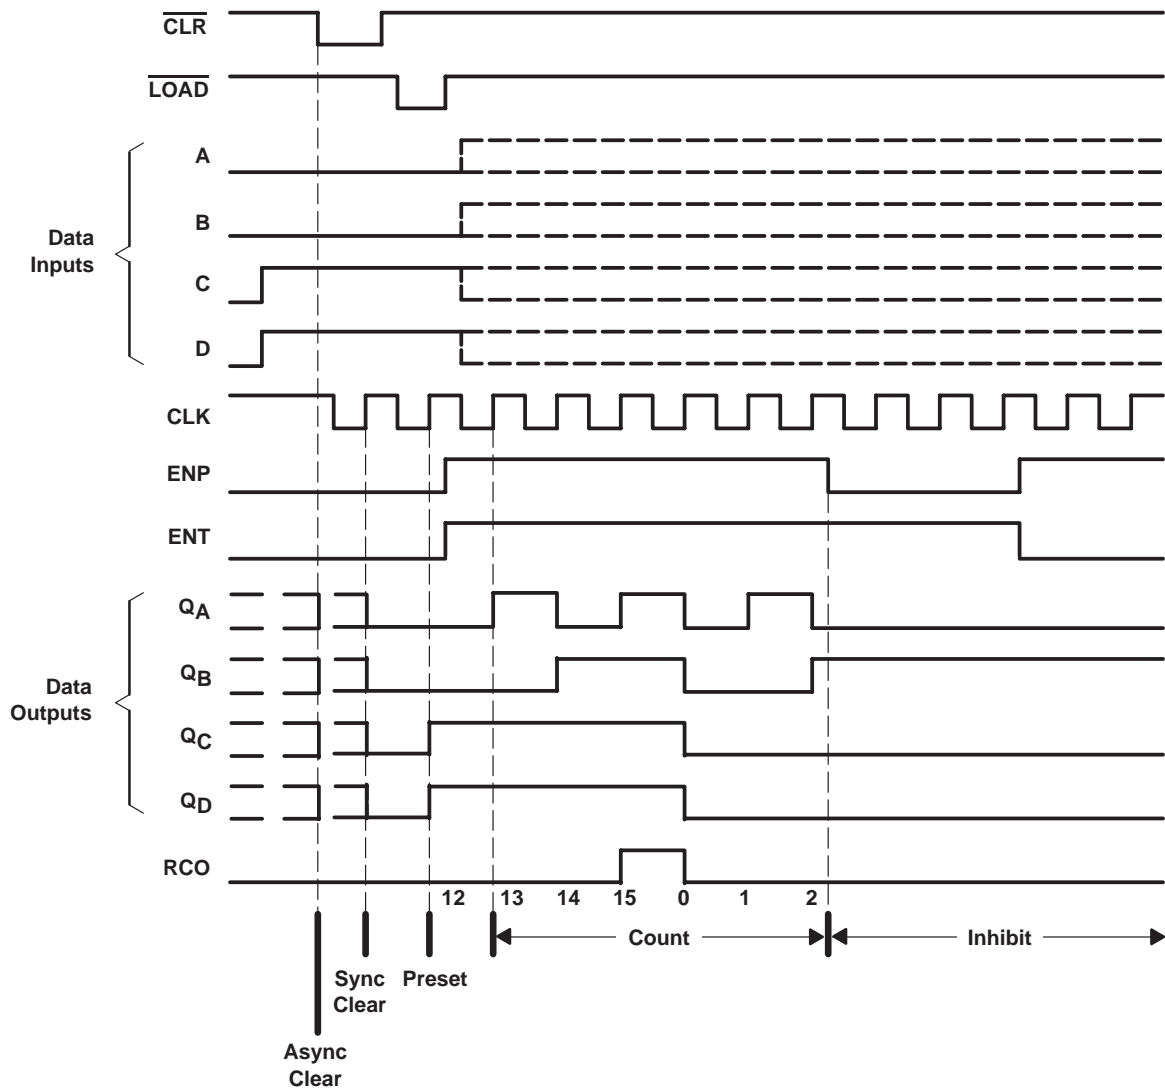 CLR
LOAD
A
B
Data
Inputs
C
D
CLK
ENP
ENT
QA
QB
Data
Outputs
QC
QD
RCO
12 13 14 15 0 1 2
Count Inhibit
Sync
Clear
Preset
Async
Clear